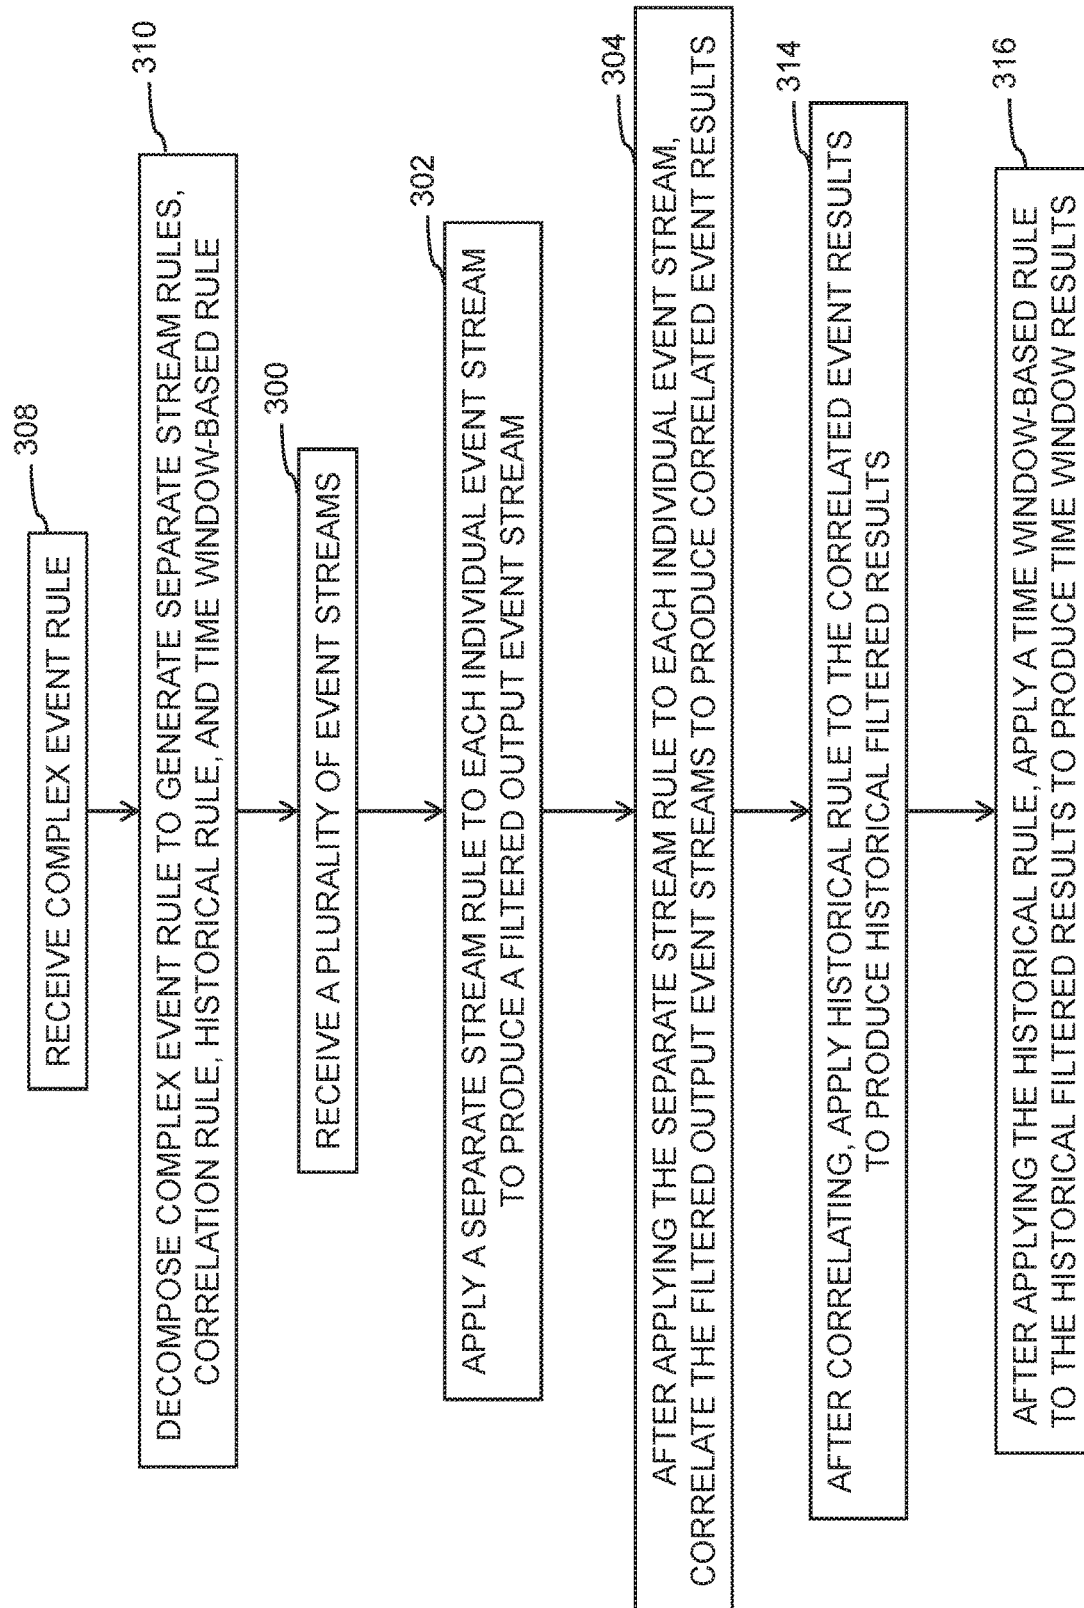 308
RECEIVE COMPLEX EVENT RULE
310
DECOMPOSE COMPLEX EVENT RULE TO GENERATE SEPARATE STREAM RULES,
CORRELATION RULE, HISTORICAL RULE, AND TIME WINDOW-BASED RULE
300
RECEIVE A PLURALITY OF EVENT STREAMS
302
APPLY A SEPARATE STREAM RULE TO EACH INDIVIDUAL EVENT STREAM
TO PRODUCE A FILTERED OUTPUT EVENT STREAM
304
AFTER APPLYING THE SEPARATE STREAM RULE TO EACH INDIVIDUAL EVENT STREAM,
CORRELATE THE FILTERED OUTPUT EVENT STREAMS TO PRODUCE CORRELATED EVENT RESULTS
314
AFTER CORRELATING, APPLY HISTORICAL RULE TO THE CORRELATED EVENT RESULTS
TO PRODUCE HISTORICAL FILTERED RESULTS
316
AFTER APPLYING THE HISTORICAL RULE, APPLY A TIME WINDOW-BASED RULE
TO THE HISTORICAL FILTERED RESULTS TO PRODUCE TIME WINDOW RESULTS